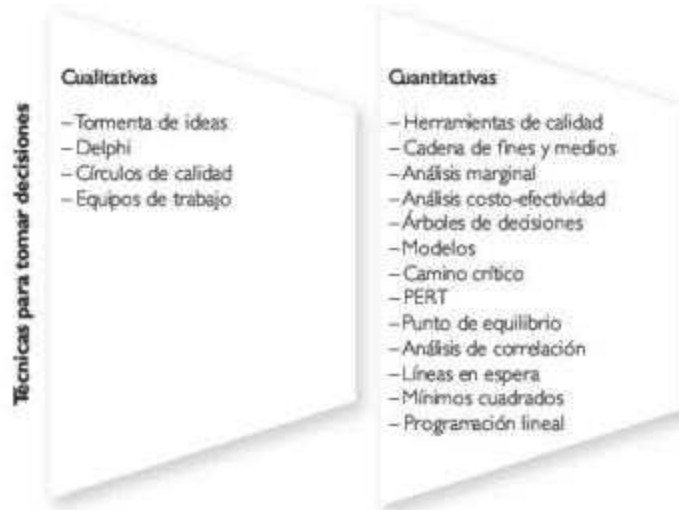 Técnicas para tomar decisiones
Cualitativas
– Tormenta de ideas
– Delphi
– Círculos de calidad
– Equipos de trabajo
Cuantitativas
– Herramientas de calidad
– Cadena de fines y medios
– Análisis marginal
– Análisis costo-efectividad
– Árboles de decisiones
– Modelos
– Camino crítico
– PERT
– Punto de equilibrio
– Análisis de correlación
– Líneas en espera
– Mínimos cuadrados
– Programación lineal